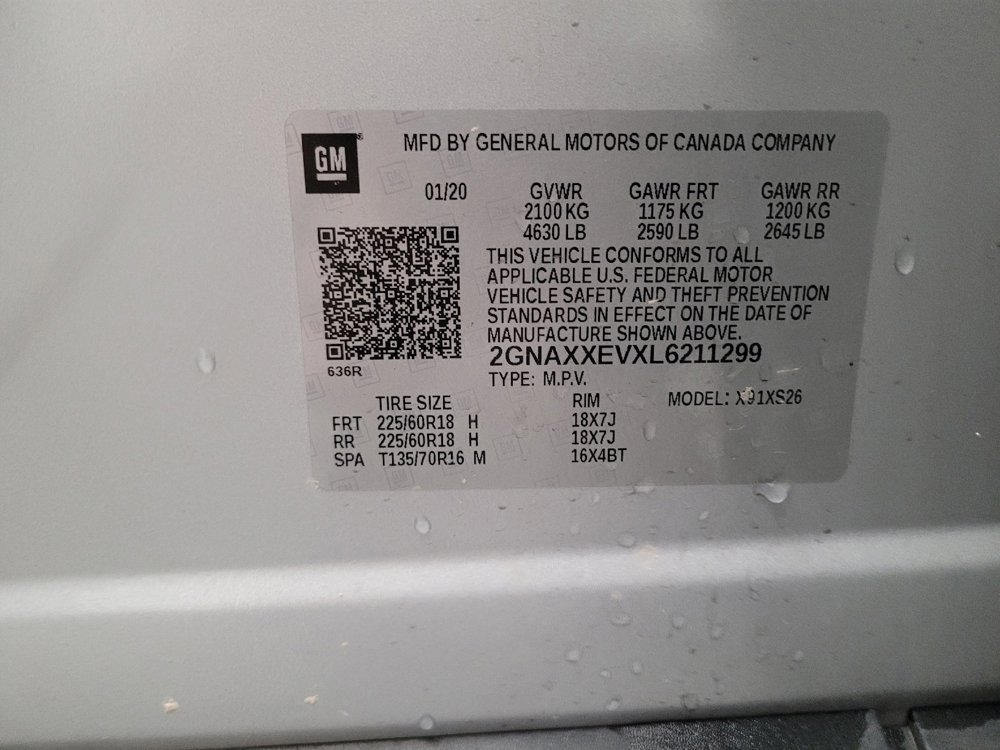 GM ®
MFD BY GENERAL MOTORS OF CANADA COMPANY
01/20 GVWR GAWR FRT GAWR RR
2100 KG 1175 KG 1200 KG
4630 LB 2590 LB 2645 LB
THIS VEHICLE CONFORMS TO ALL
APPLICABLE U.S. FEDERAL MOTOR
VEHICLE SAFETY AND THEFT PREVENTION
STANDARDS IN EFFECT ON THE DATE OF
MANUFACTURE SHOWN ABOVE.
2GNAXXEVXL6211299
636R
TYPE: M.P.V.
TIRE SIZE RIM MODEL: X91XS26
FRT 225/60R18 H 18X7J
RR 225/60R18 H 18X7J
SPA T135/70R16 M 16X4BT